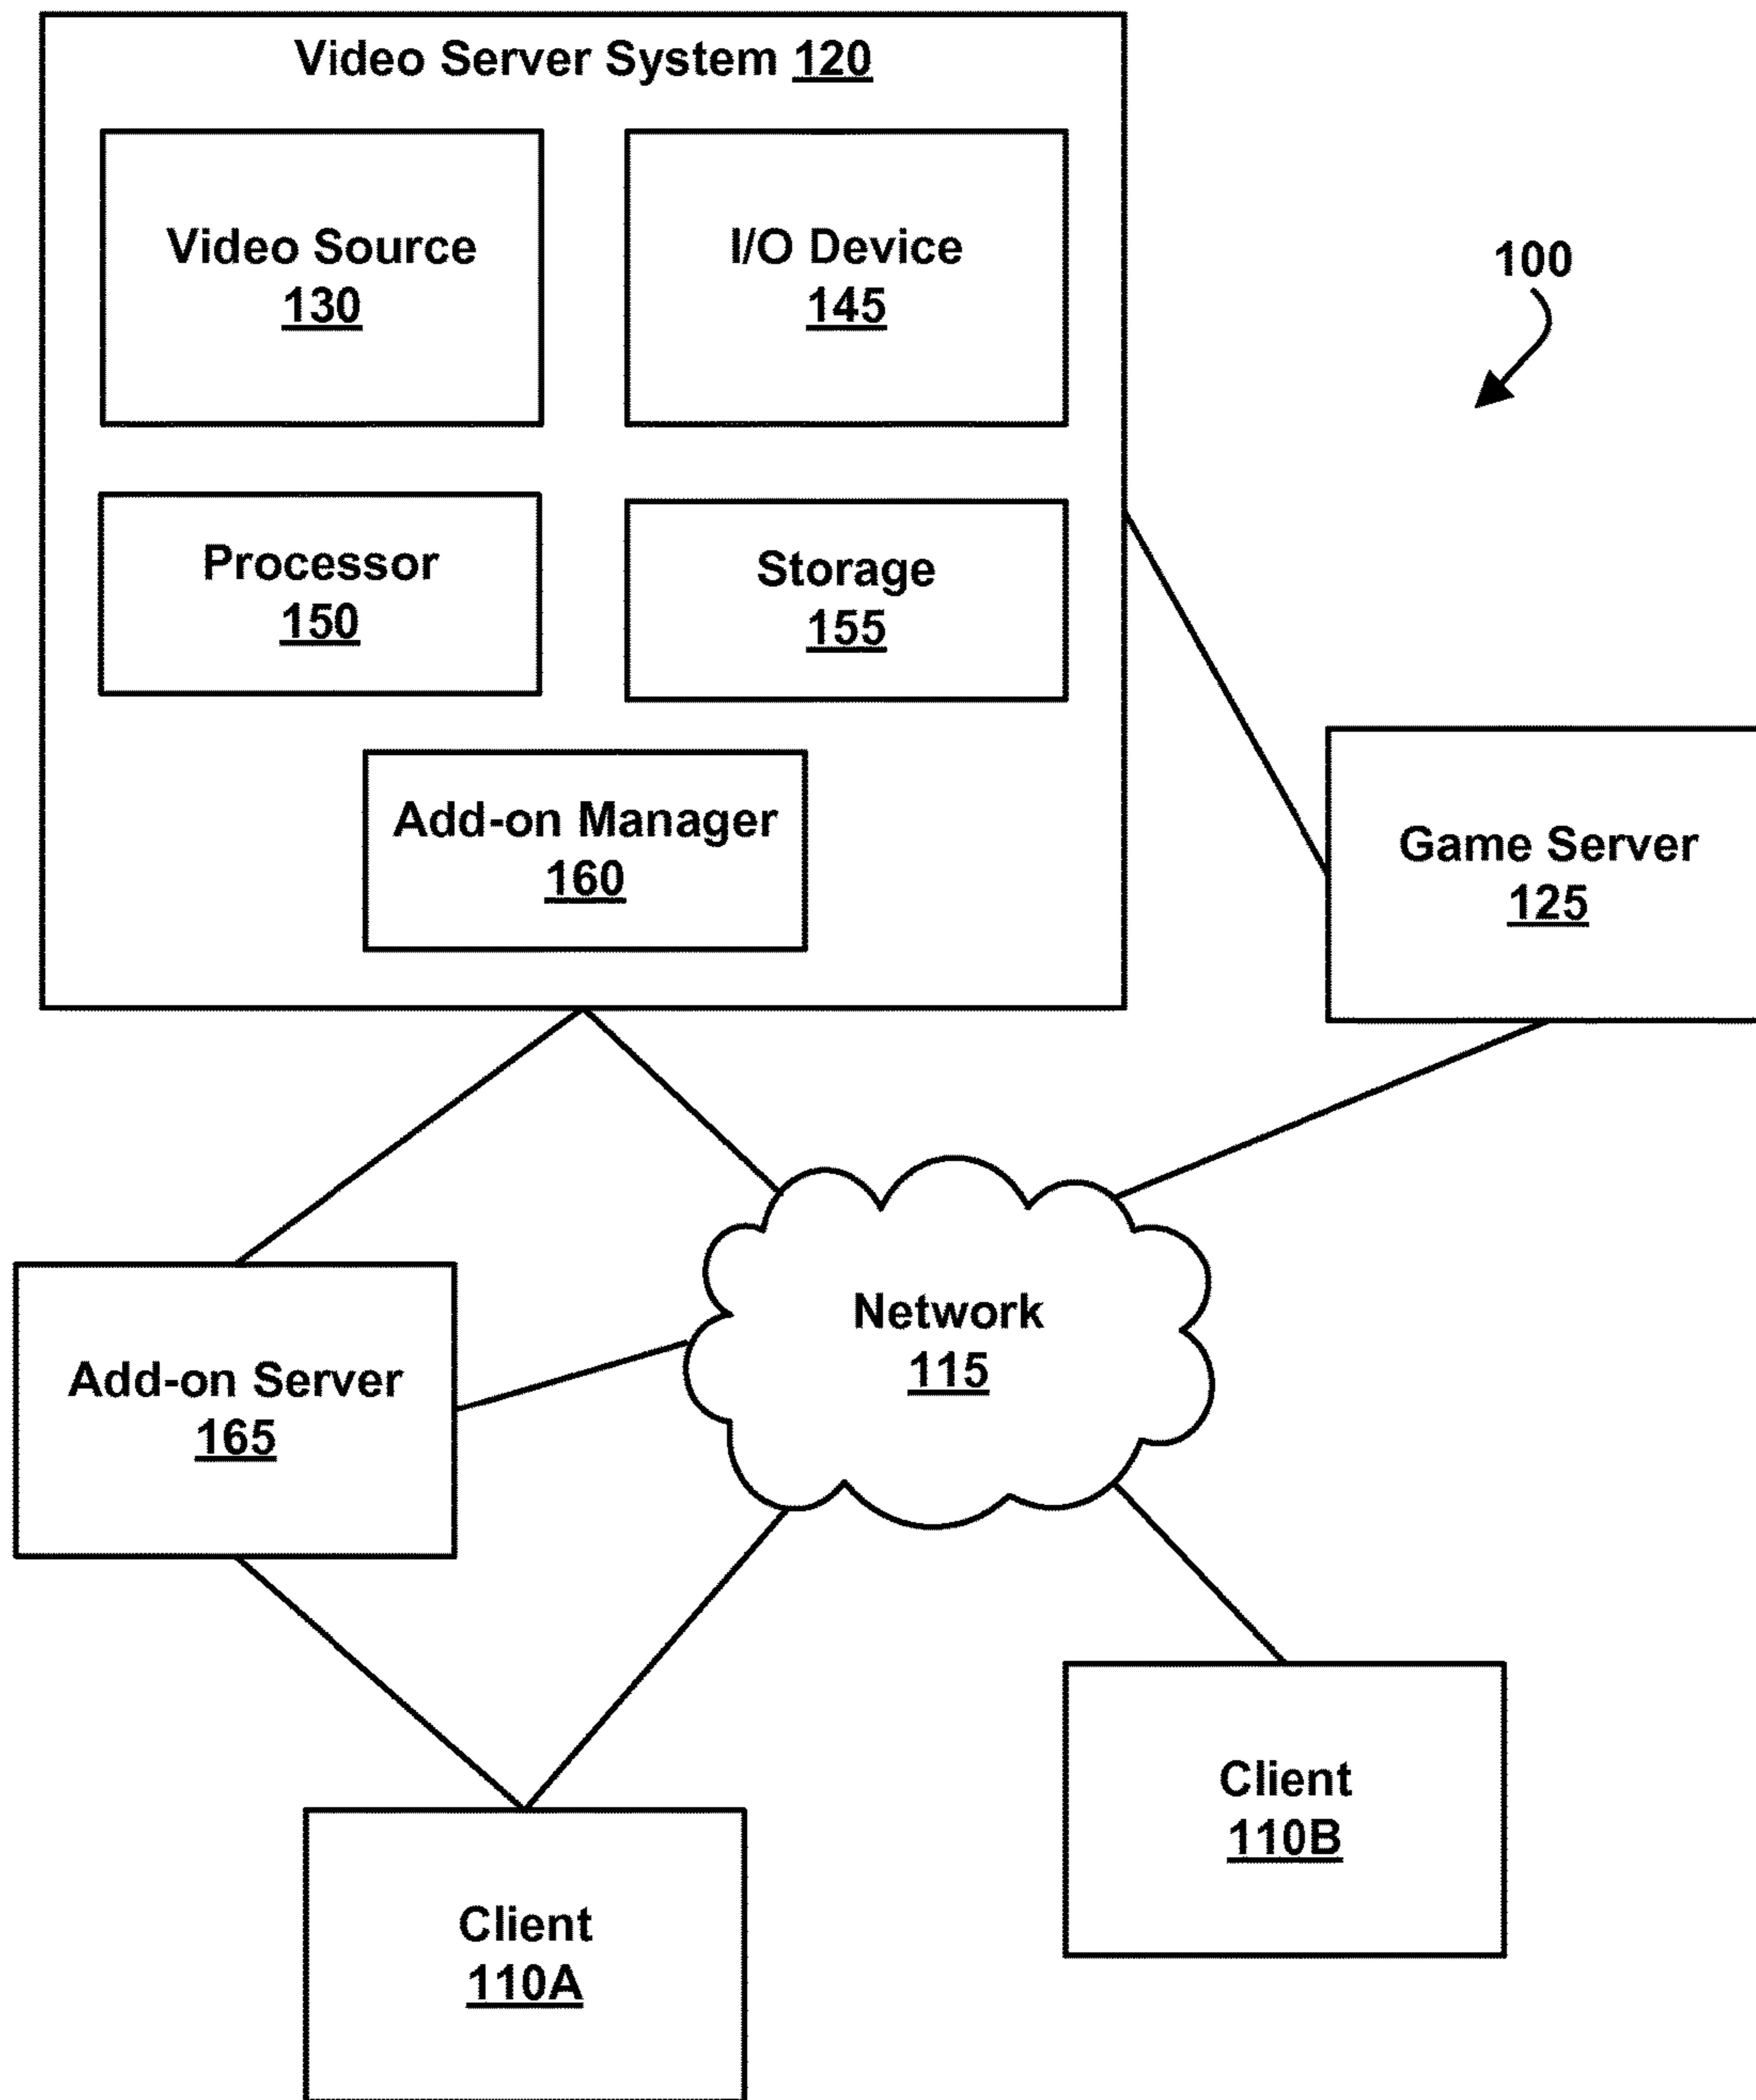 Video Server System 120
Video Source
130
I/O Device
145
100
Processor
150
Storage
155
Add-on Manager
160
Game Server
125
Network
115
Add-on Server
165
Client
110B
Client
110A